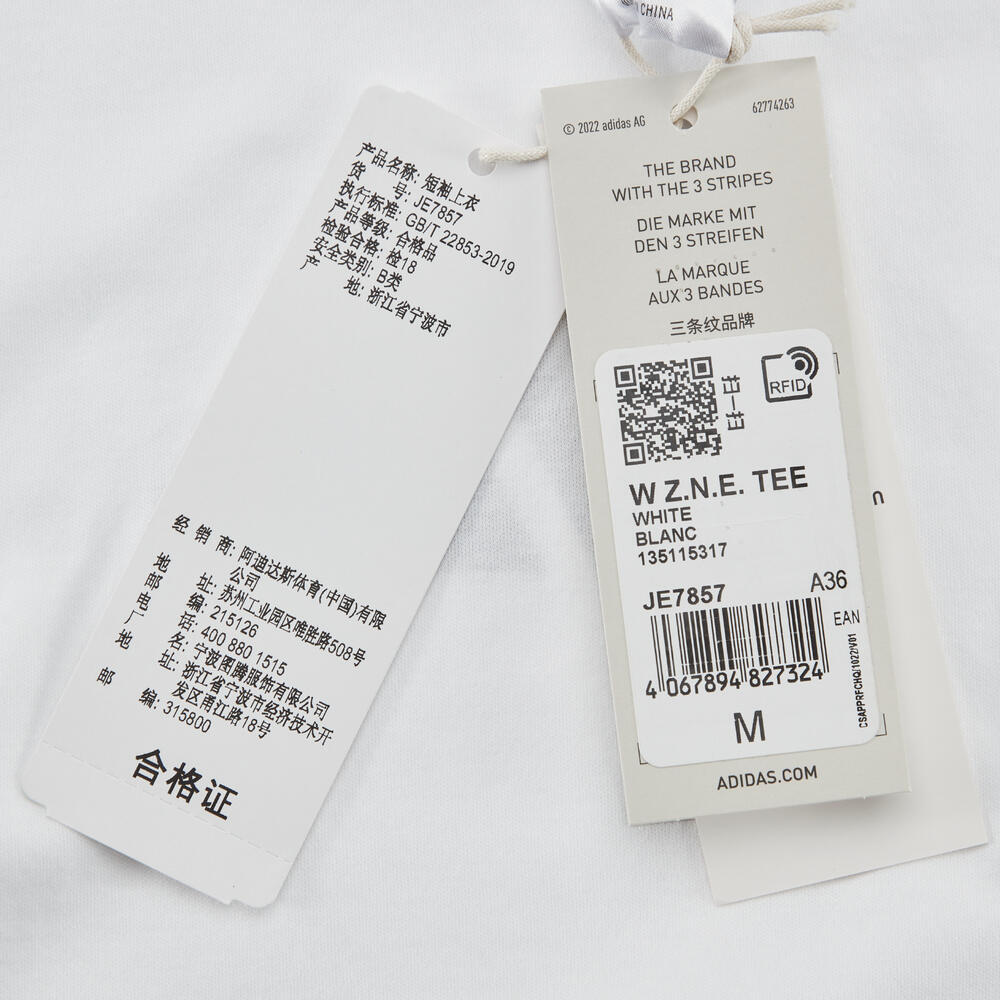 CHINA
产品名称: 短袖上衣
货 号: JE7857
执行标准: GB/T 22853-2019
产品等级: 合格品
检验合格: 检18
安全类别: B类
产 地: 浙江省宁波市
经 销 商: 阿迪达斯体育(中国)有限
公司
地 址: 苏州工业园区唯胜路508号
邮 编: 215126
电 话: 400 880 1515
厂 名: 宁波图腾服饰有限公司
地 址: 浙江省宁波市经济技术开
发区甬江路18号
邮 编: 315800
合格证
© 2022 adidas AG
62774263
THE BRAND
WITH THE 3 STRIPES
DIE MARKE MIT
DEN 3 STREIFEN
LA MARQUE
AUX 3 BANDES
三条纹品牌
扫一扫
RFID
W Z.N.E. TEE
WHITE
BLANC
135115317
JE7857
A36
EAN
4 067894 827324
M
CSAPPRFCHQ/1022/V01
ADIDAS.COM
n